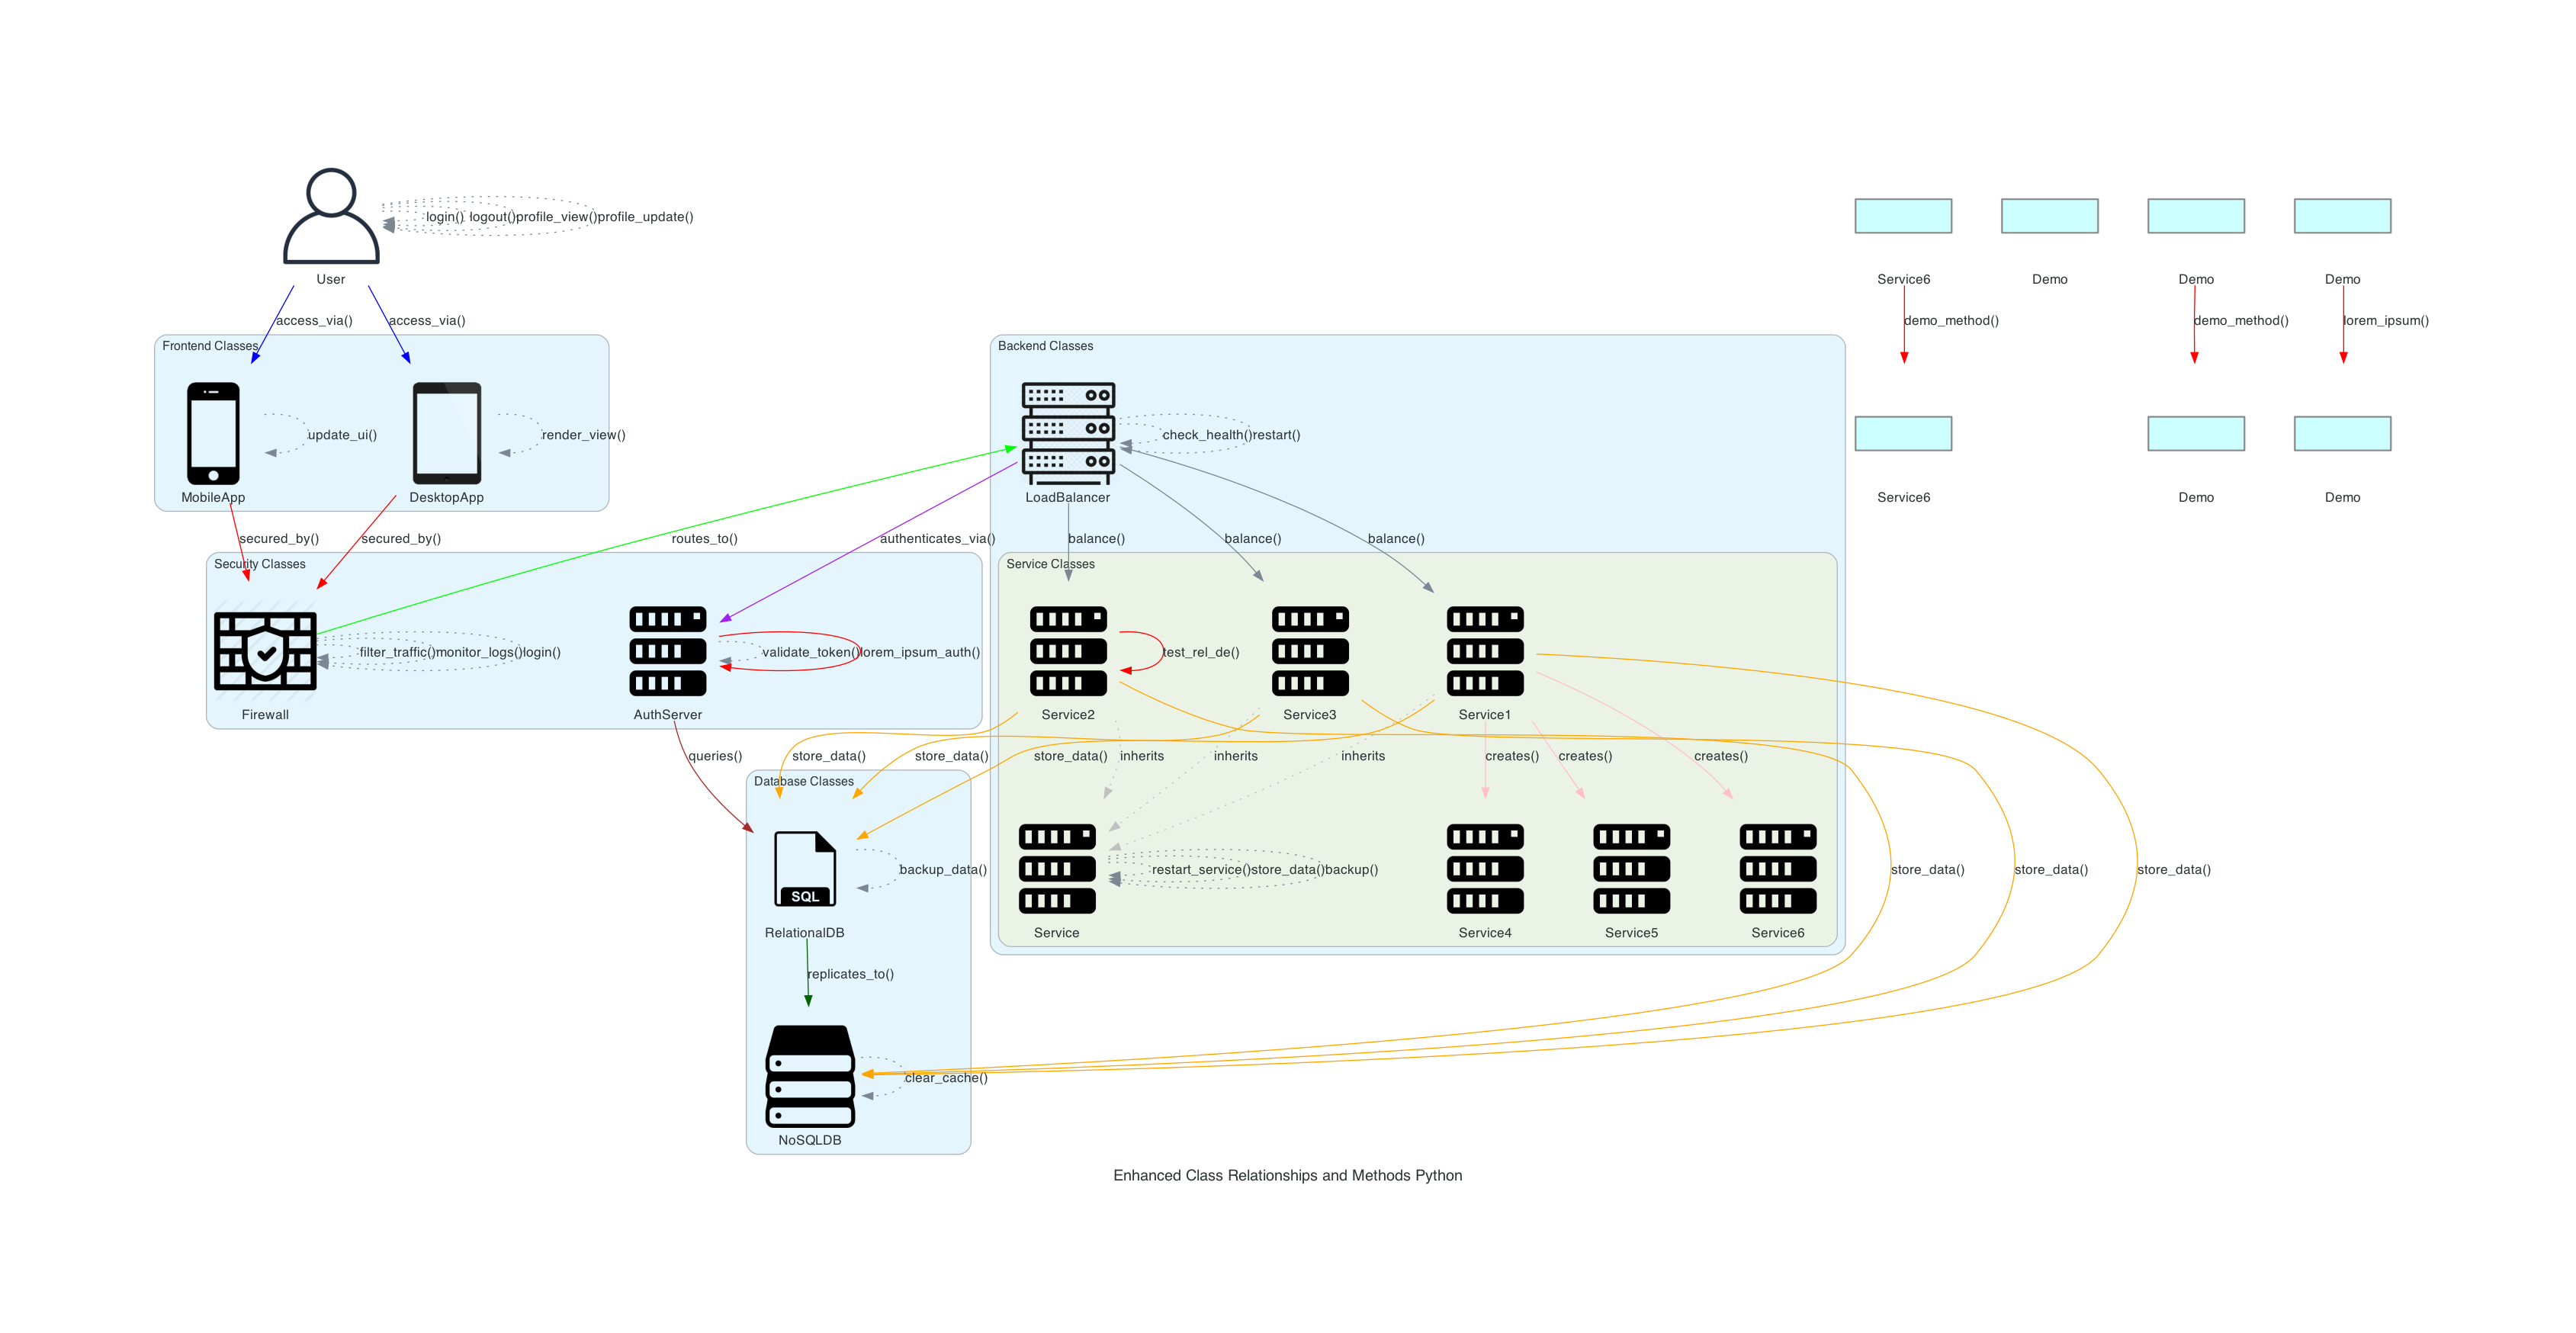 login() logout()profile_view()profile_update()
User
Service6
Demo
Demo
Demo
access_via()
access_via()
demo_method()
demo_method()
lorem_ipsum()
Frontend Classes
Backend Classes
update_ui()
render_view()
check_health()restart()
MobileApp
DesktopApp
LoadBalancer
Service6
Demo
Demo
secured_by()
secured_by()
routes_to()
authenticates_via()
balance()
balance()
balance()
Security Classes
Service Classes
filter_traffic()monitor_logs()login()
validate_token()lorem_ipsum_auth()
test_rel_de()
Firewall
AuthServer
Service2
Service3
Service1
queries()
store_data()
store_data()
store_data()
inherits
inherits
inherits
creates()
creates()
creates()
Database Classes
SQL
backup_data()
restart_service()store_data()backup()
store_data()
store_data()
store_data()
RelationalDB
Service
Service4
Service5
Service6
replicates_to()
clear_cache()
NoSQLDB
Enhanced Class Relationships and Methods Python